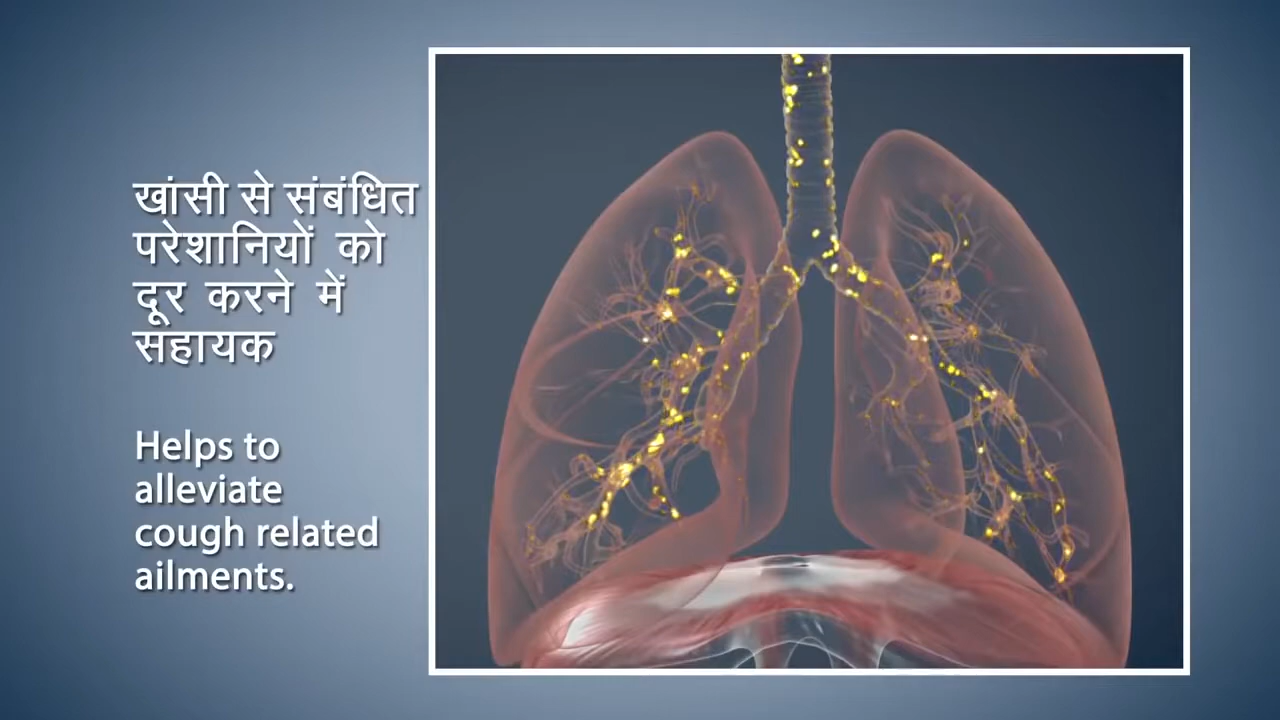 खांसी से संबंधित
परेशानियों को
दूर करने में
सहायक
Helps to
alleviate
cough related
ailments.